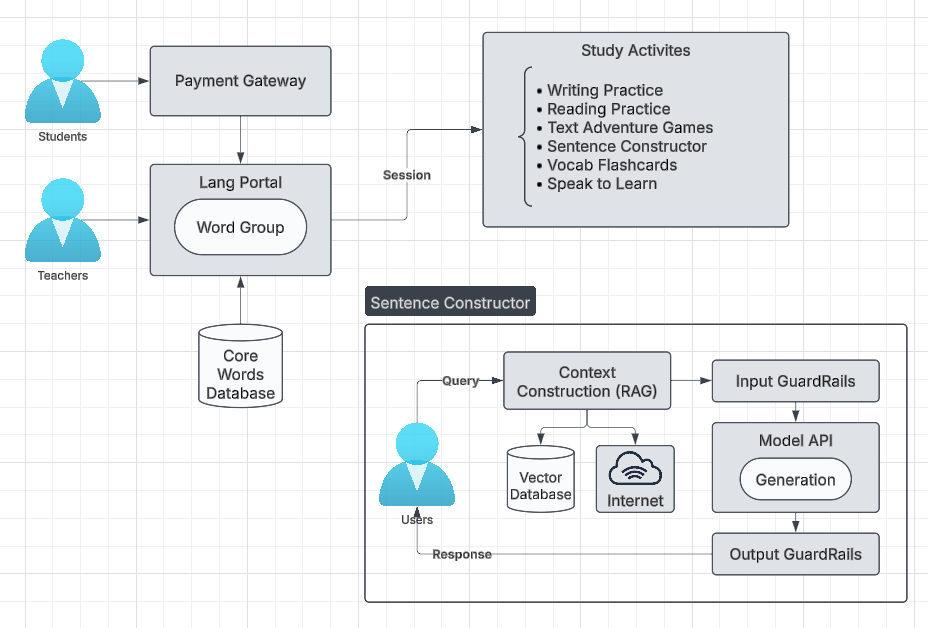 Students
Payment Gateway
Study Activites
• Writing Practice
• Reading Practice
• Text Adventure Games
• Sentence Constructor
• Vocab Flashcards
• Speak to Learn
Session
Teachers
Lang Portal
Word Group
Core
Words
Database
Sentence Constructor
Query
Context
Construction (RAG)
Input GuardRails
Users
Vector
Database
Internet
Model API
Generation
Response
Output GuardRails